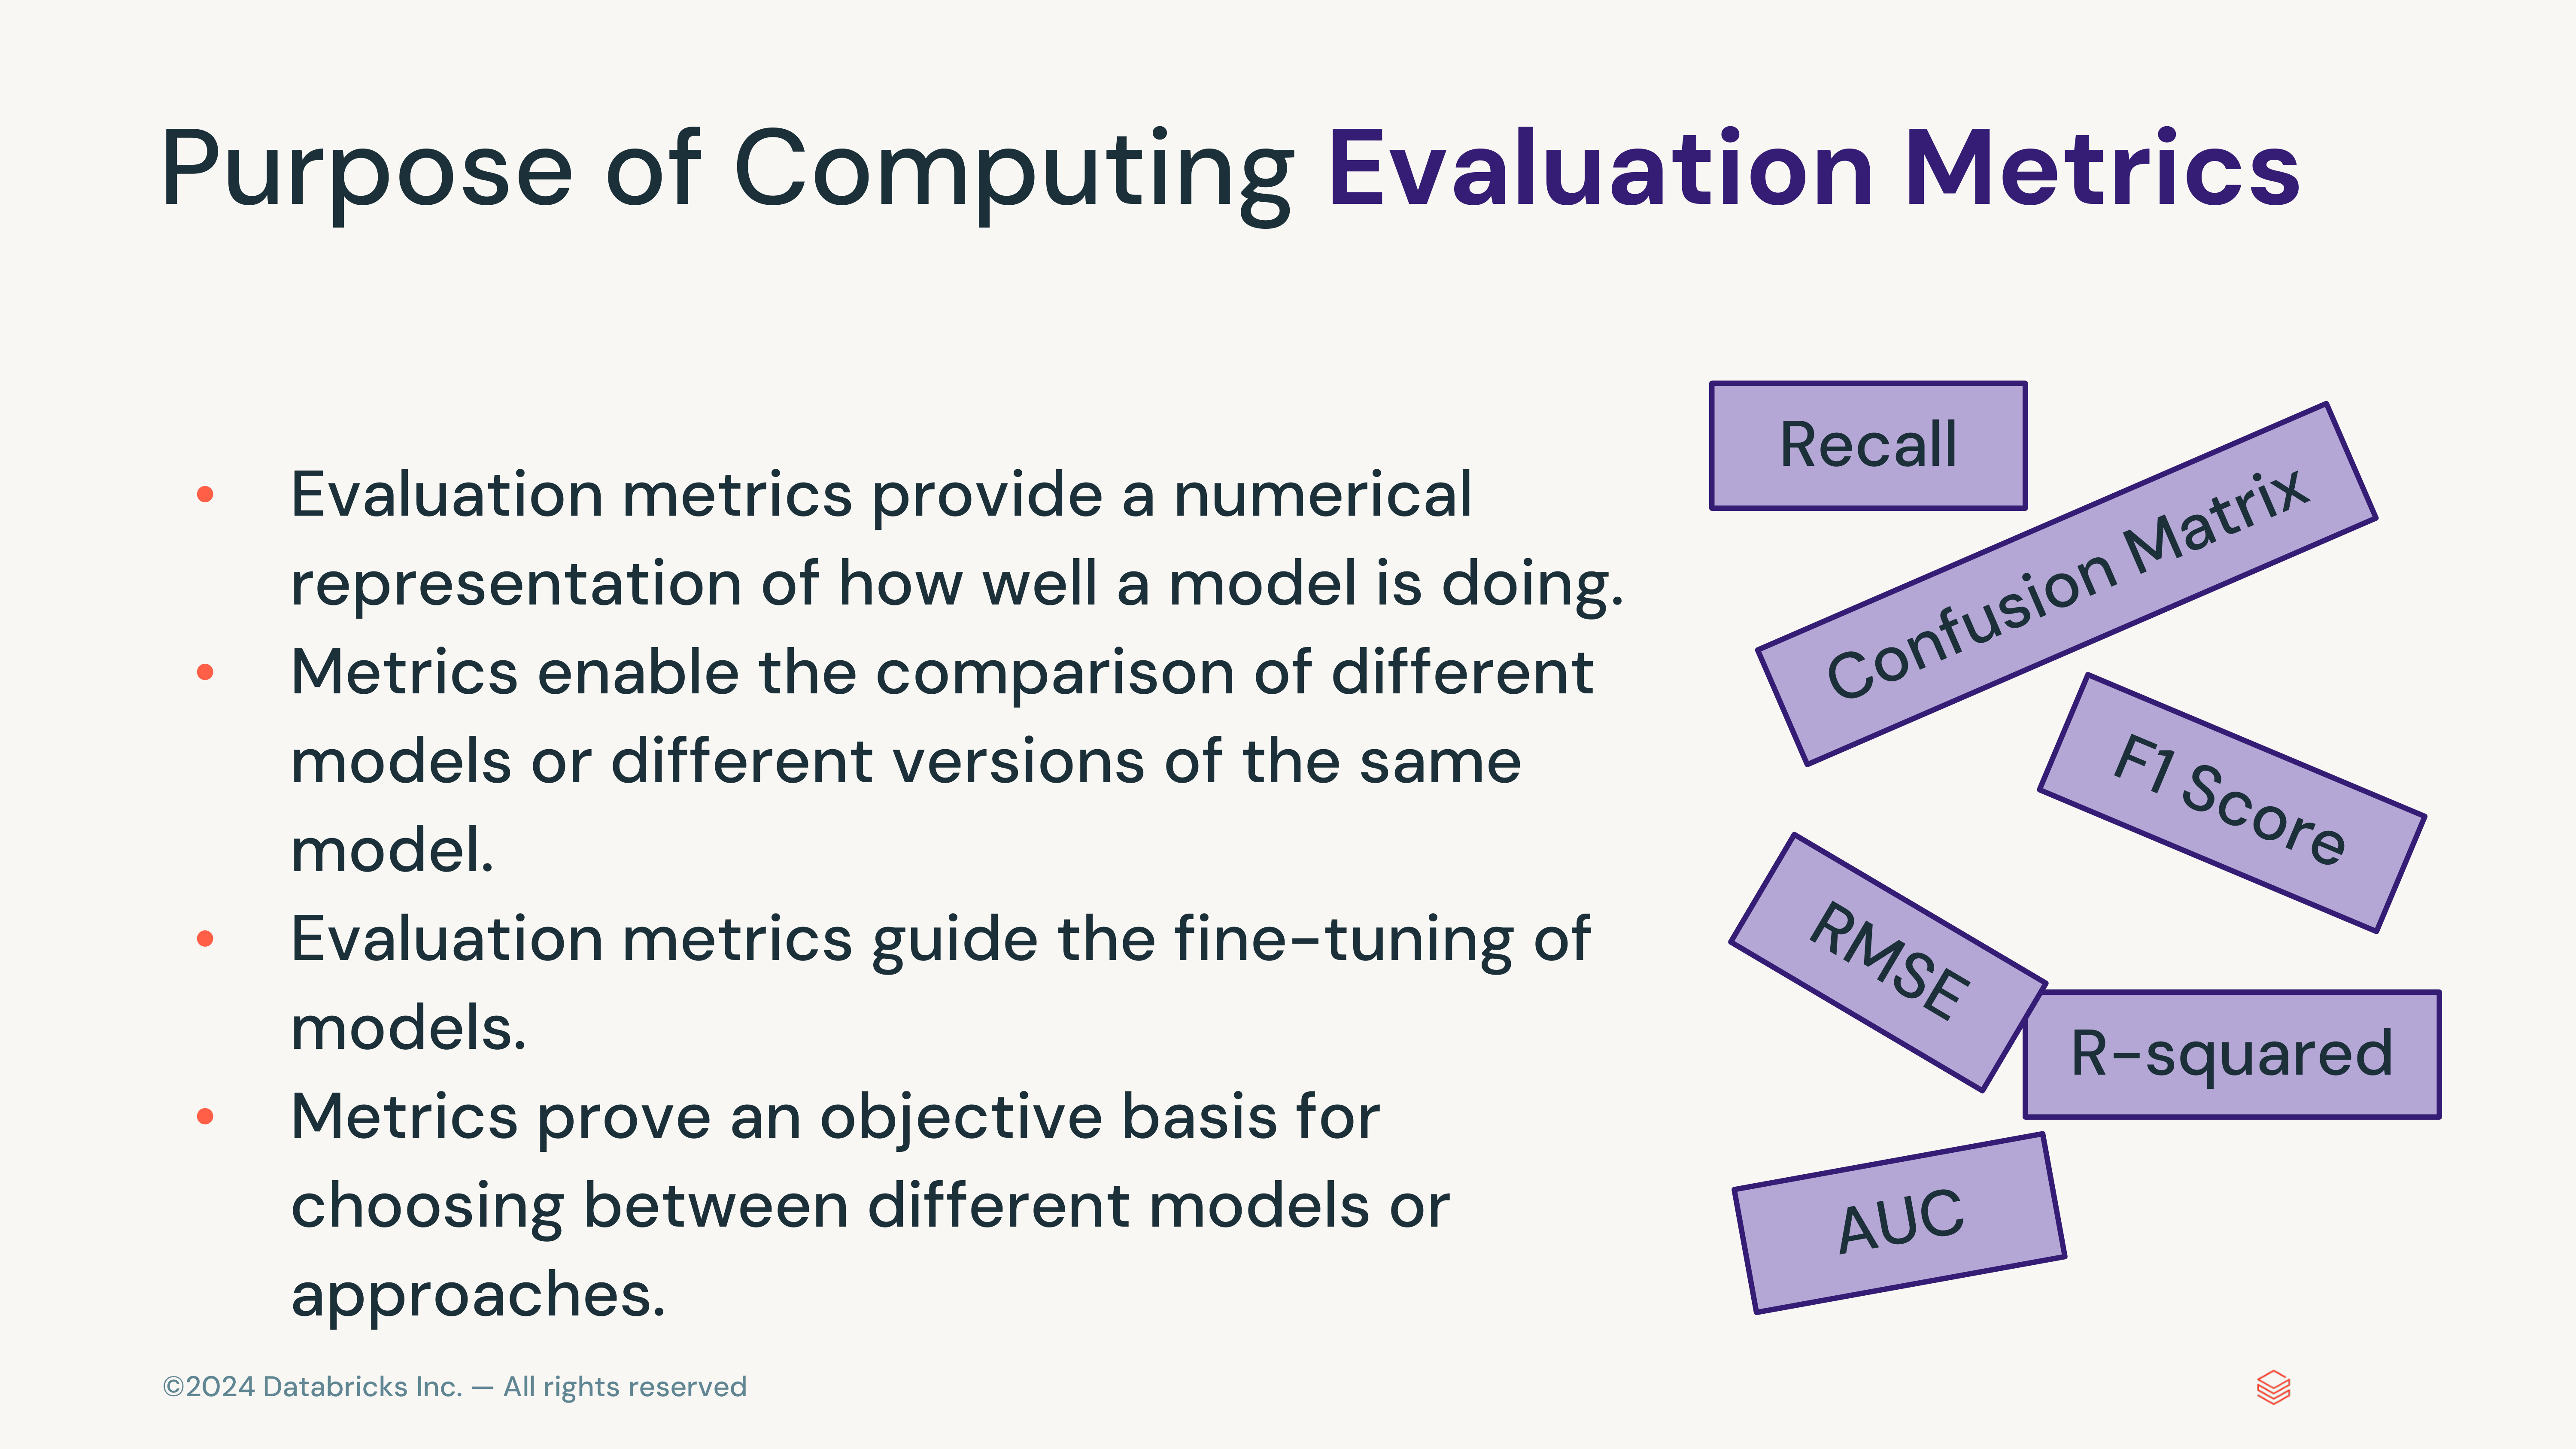 Purpose of Computing Evaluation Metrics
• Evaluation metrics provide a numerical
representation of how well a model is doing.
• Metrics enable the comparison of different
models or different versions of the same
model.
• Evaluation metrics guide the fine-tuning of
models.
• Metrics prove an objective basis for
choosing between different models or
approaches.
Recall
Confusion Matrix
F1 Score
RMSE
R-squared
AUC
©2024 Databricks Inc. — All rights reserved